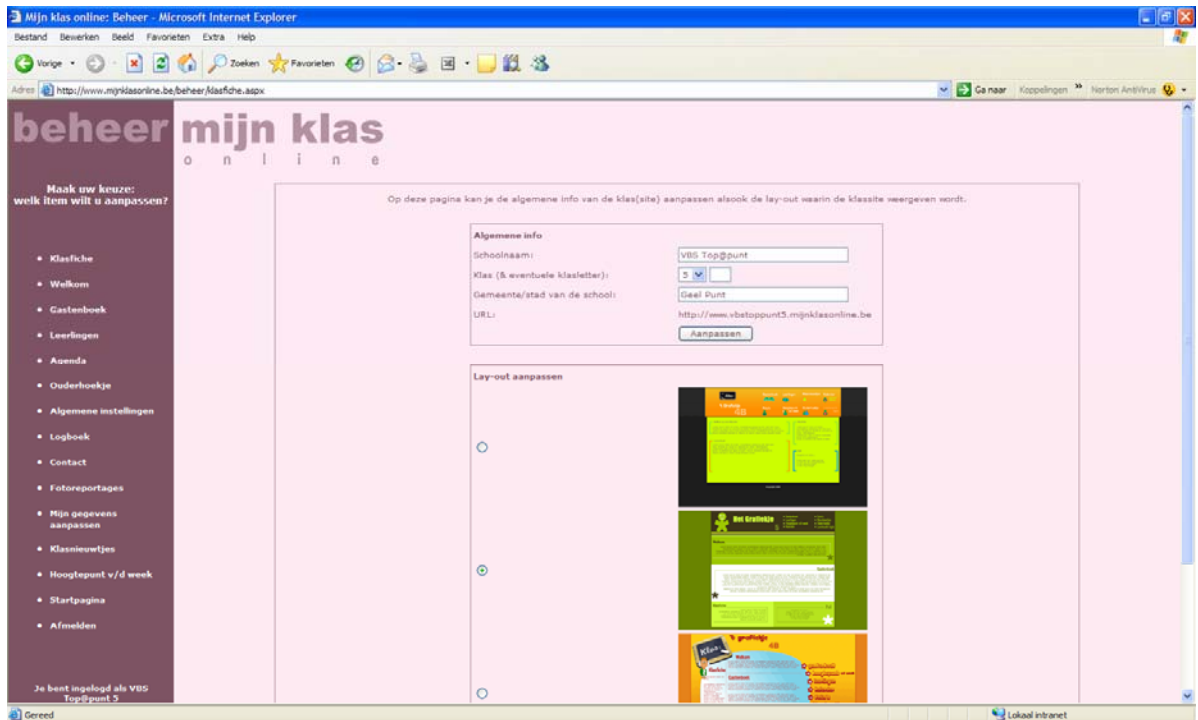 Mijn klas online: Beheer - Microsoft Internet Explorer
Bestand Bewerken Beeld Favorieten Extra Help
Vorige Zoeken Favorieten
Adres http://www.mijnklasonline.be/beheer/klasfiche.aspx Ga naar Koppelingen » Norton AntiVirus
beheer mijn klas
online
Maak uw keuze:
welk item wilt u aanpassen?
• Klasfiche
• Welkom
• Gastenboek
• Leerlingen
• Agenda
• Ouderhoekje
• Algemene instellingen
• Logboek
• Contact
• Fotoreportages
• Mijn gegevens
aanpassen
• Klasnieuwtjes
• Hoogtepunt v/d week
• Startpagina
• Afmelden
Je bent ingelogd als VBS
Top@punt 5
Op deze pagina kan je de algemene info van de klas(site) aanpassen alsook de lay-out waarin de klassite weergeven wordt.
Algemene info
Schoolnaam: VBS Top@punt
Klas (& eventuele klasletter): 5
Gemeente/stad van de school: Geel Punt
URL: http://www.vbstoppunt5.mijnklasonline.be
Aanpassen
Lay-out aanpassen
4B
Het Grafiekje
't grafiekje
4B
Klas
Gereed Lokaal intranet